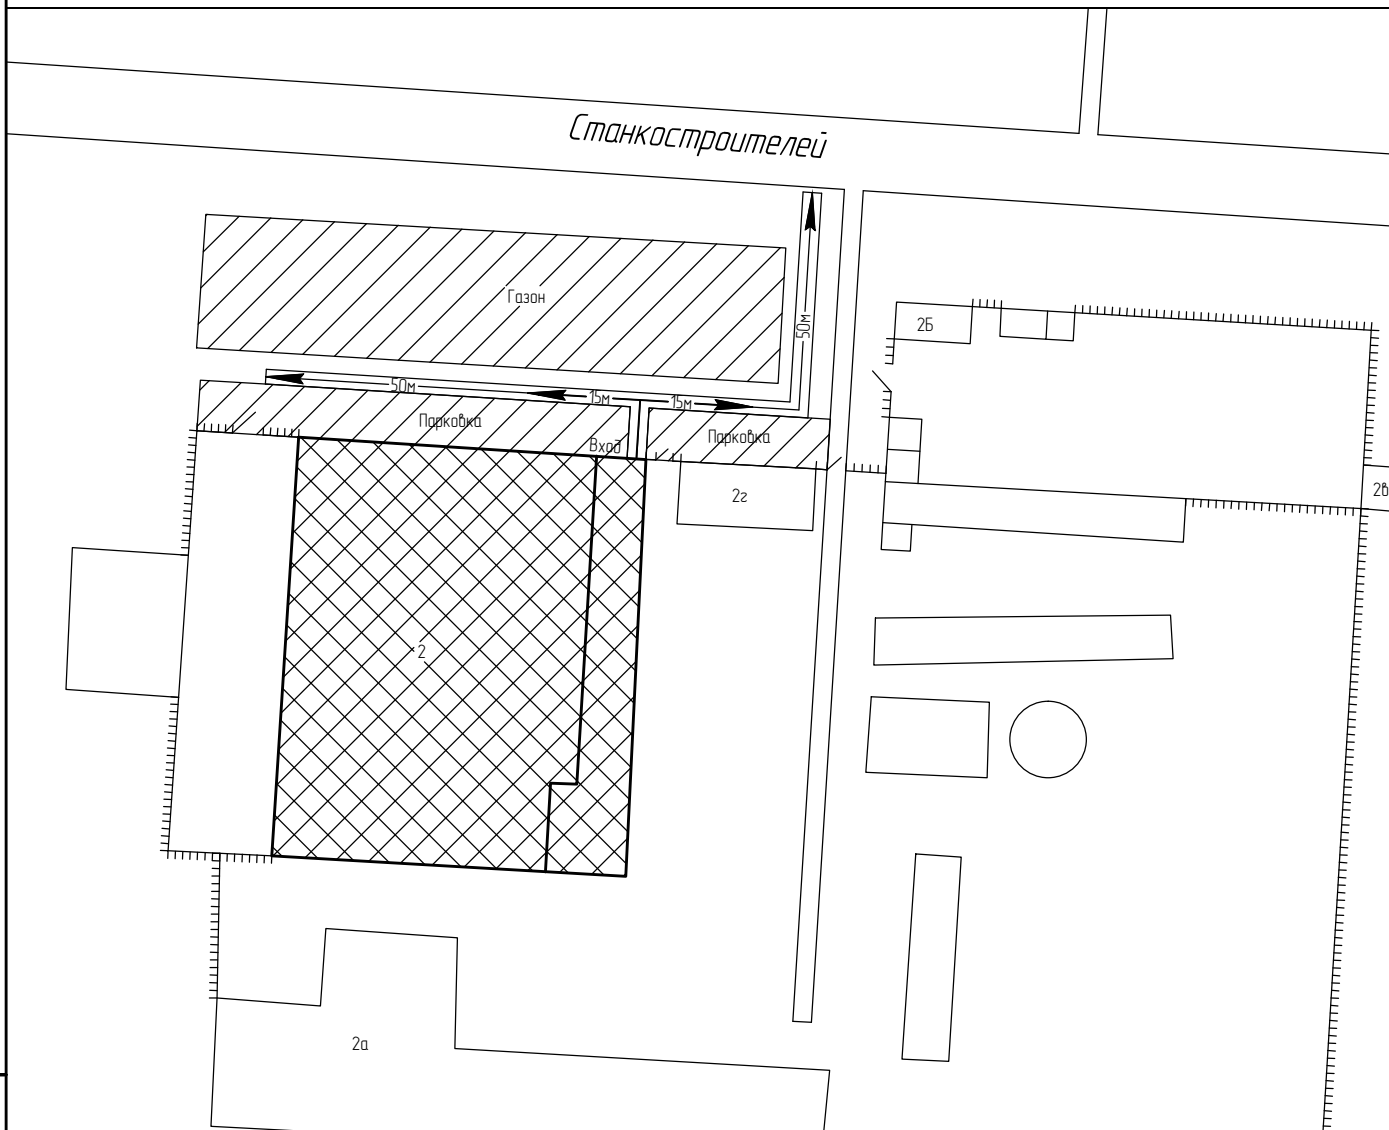 Станкостроителей
Газон
50м
2Б
50м
15м
15м
Парковка
Парковка
Вход
2г
2в
2
2а